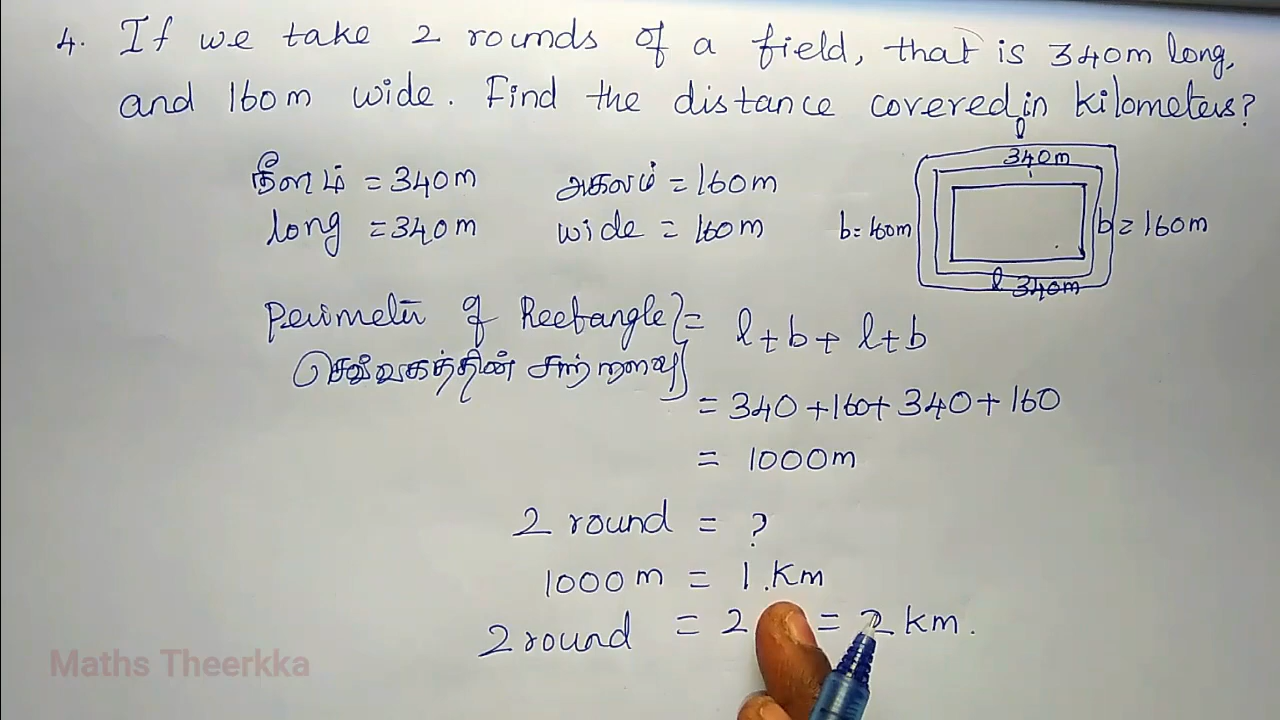 4. If we take 2 rounds of a field, that is 340m long,
and 160m wide. Find the distance covered in kilometers?
நீளம் = 340m அகலம் = 160m
long = 340m wide = 160m
l
340m
b=160m
b=160m
l 340m
Perimeter of Rectangle } = l+b+l+b
செவ்வகத்தின் சுற்றளவு
= 340+160+340+160
= 1000m
2 round = ?
1000m = 1.Km
2 round = 2 = 2 km.
Maths Theerkka